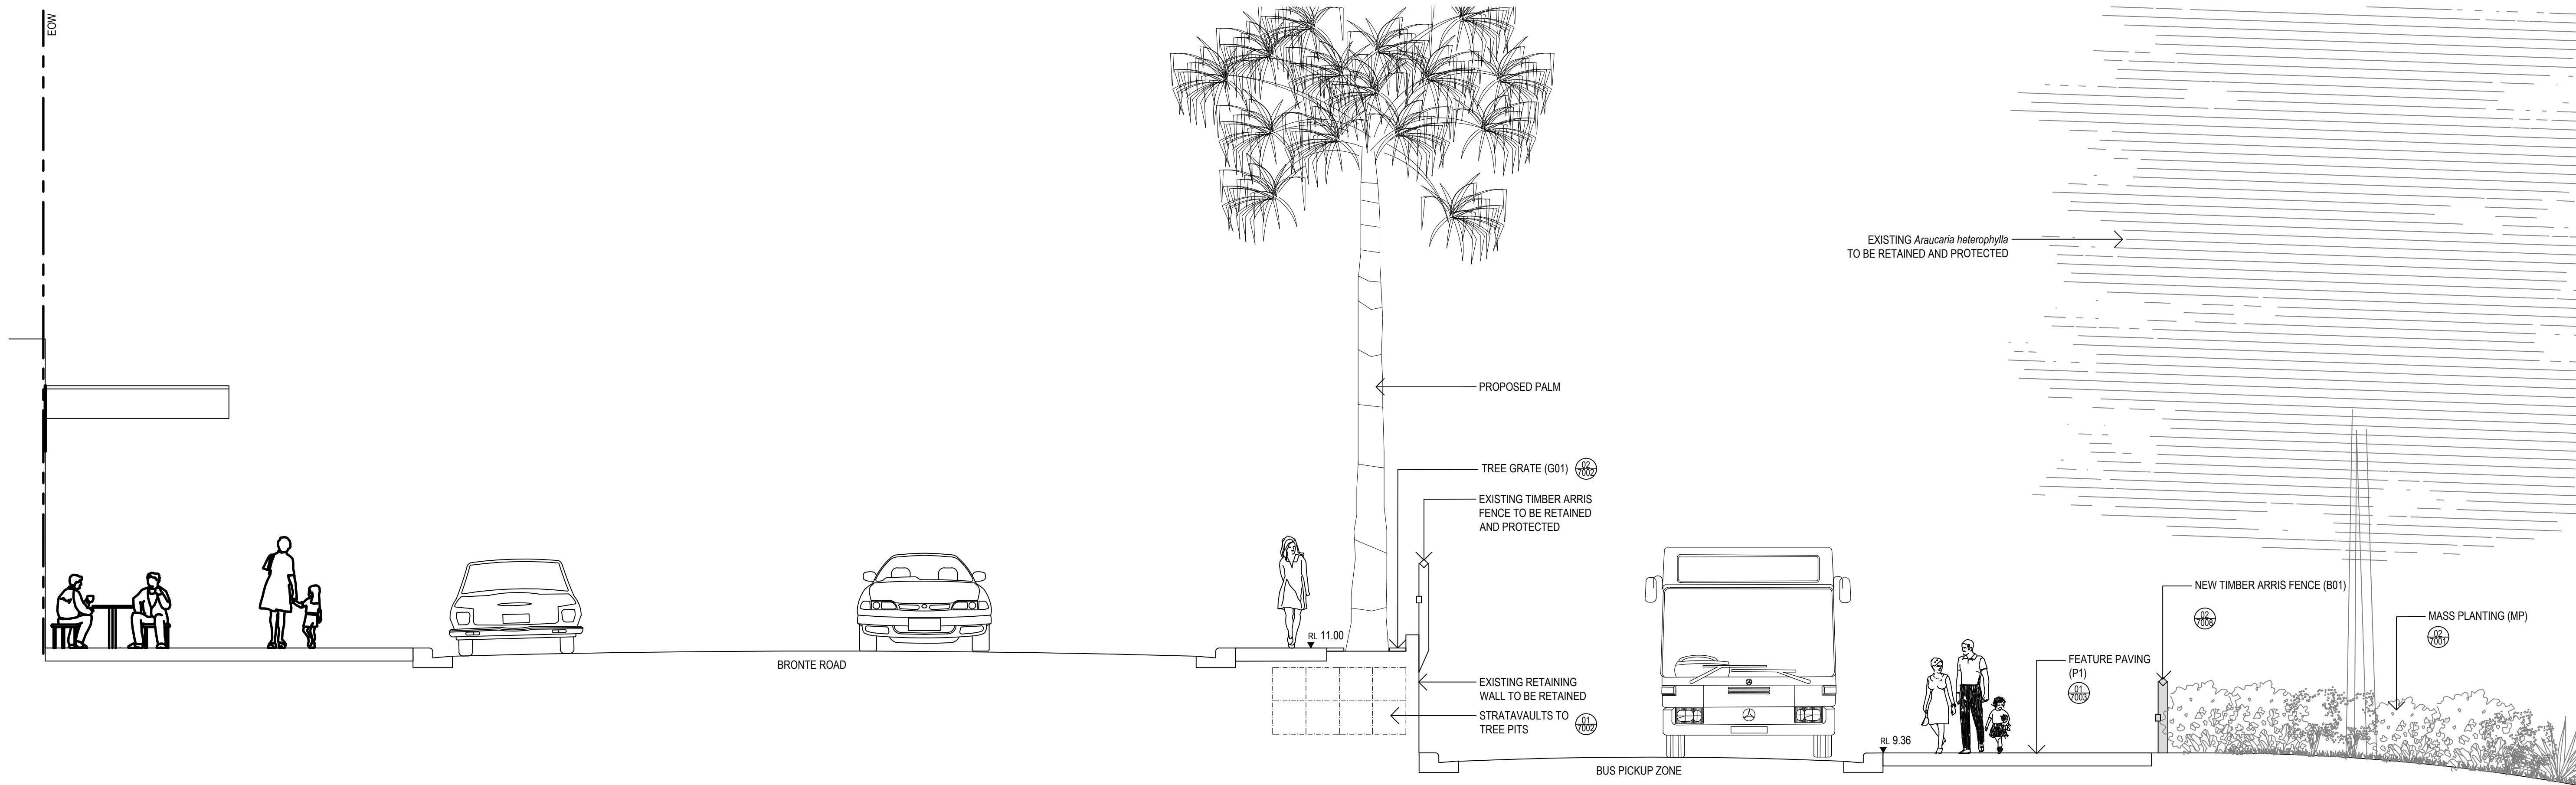 EOW
EXISTING Araucaria heterophylla
TO BE RETAINED AND PROTECTED
PROPOSED PALM
TREE GRATE (G01)
02
7002
EXISTING TIMBER ARRIS
FENCE TO BE RETAINED
AND PROTECTED
NEW TIMBER ARRIS FENCE (B01)
02
7008
MASS PLANTING (MP)
02
7001
RL 11.00
BRONTE ROAD
FEATURE PAVING
(P1)
01
7003
EXISTING RETAINING
WALL TO BE RETAINED
STRATAVAULTS TO
TREE PITS
01
7002
RL 9.36
BUS PICKUP ZONE